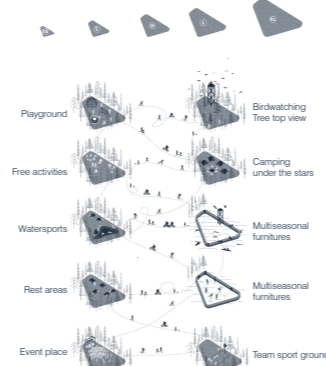 Playground
Birdwatching
Tree top view
Free activities
Camping
under the stars
Watersports
Multiseasonal
furnitures
Rest areas
Multiseasonal
furnitures
Event place
Team sport ground